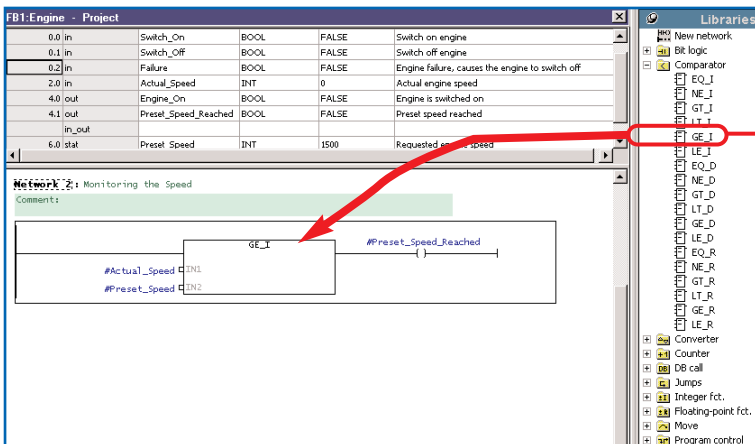 FB1:Engine - Project
0.0 in Switch_On BOOL FALSE Switch on engine
0.1 in Switch_Off BOOL FALSE Switch off engine
0.2 in Failure BOOL FALSE Engine failure, causes the engine to switch off
2.0 in Actual_Speed INT 0 Actual engine speed
4.0 out Engine_On BOOL FALSE Engine is switched on
4.1 out Preset_Speed_Reached BOOL FALSE Preset speed reached
in_out
6.0 stat Preset_Speed INT 1500 Requested speed
Network 2: Monitoring the Speed
Comment:
GE_I
#Preset_Speed_Reached
#Actual_Speed IN1
#Preset_Speed IN2
Libraries
New network
Bit logic
Comparator
EQ_I
NE_I
GT_I
LT_I
GE_I
LE_I
EQ_D
NE_D
GT_D
LT_D
GE_D
LE_D
EQ_R
NE_R
GT_R
LT_R
GE_R
LE_R
Converter
Counter
DB call
Jumps
Integer fct.
Floating-point fct.
Move
Program control